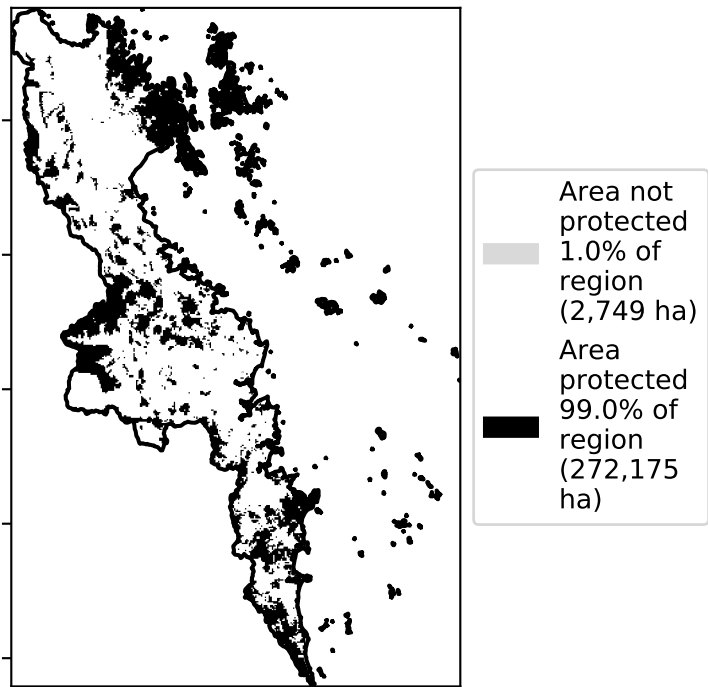 Area not
protected
1.0% of
region
(2,749 ha)
Area
protected
99.0% of
region
(272,175
ha)